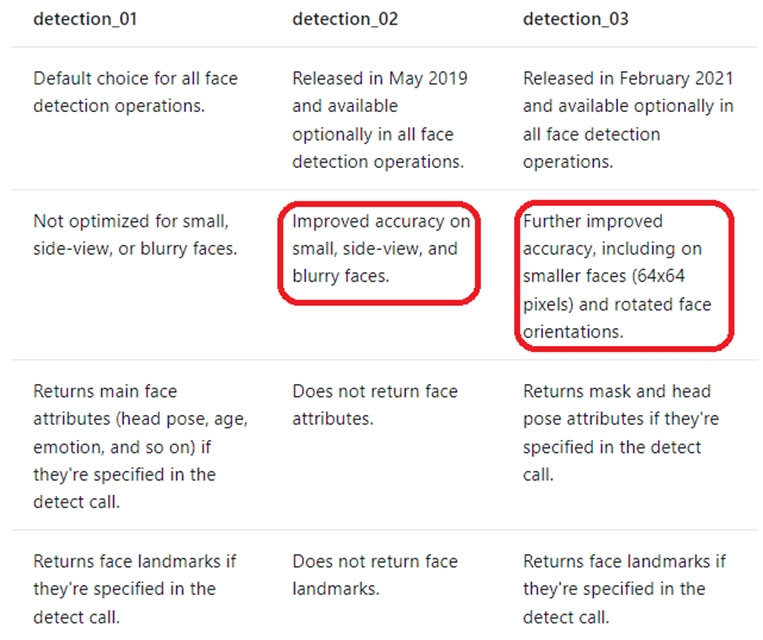 detection_01
detection_02
detection_03
Default choice for all face
detection operations.
Released in May 2019
and available
optionally in all face
detection operations.
Released in February 2021
and available optionally in
all face detection
operations.
Not optimized for small,
side-view, or blurry faces.
Improved accuracy on
small, side-view, and
blurry faces.
Further improved
accuracy, including on
smaller faces (64x64
pixels) and rotated face
orientations.
Returns main face
attributes (head pose, age,
emotion, and so on) if
they're specified in the
detect call.
Does not return face
attributes.
Returns mask and head
pose attributes if they're
specified in the detect
call.
Returns face landmarks if
they're specified in the
detect call.
Does not return face
landmarks.
Returns face landmarks if
they're specified in the
detect call.